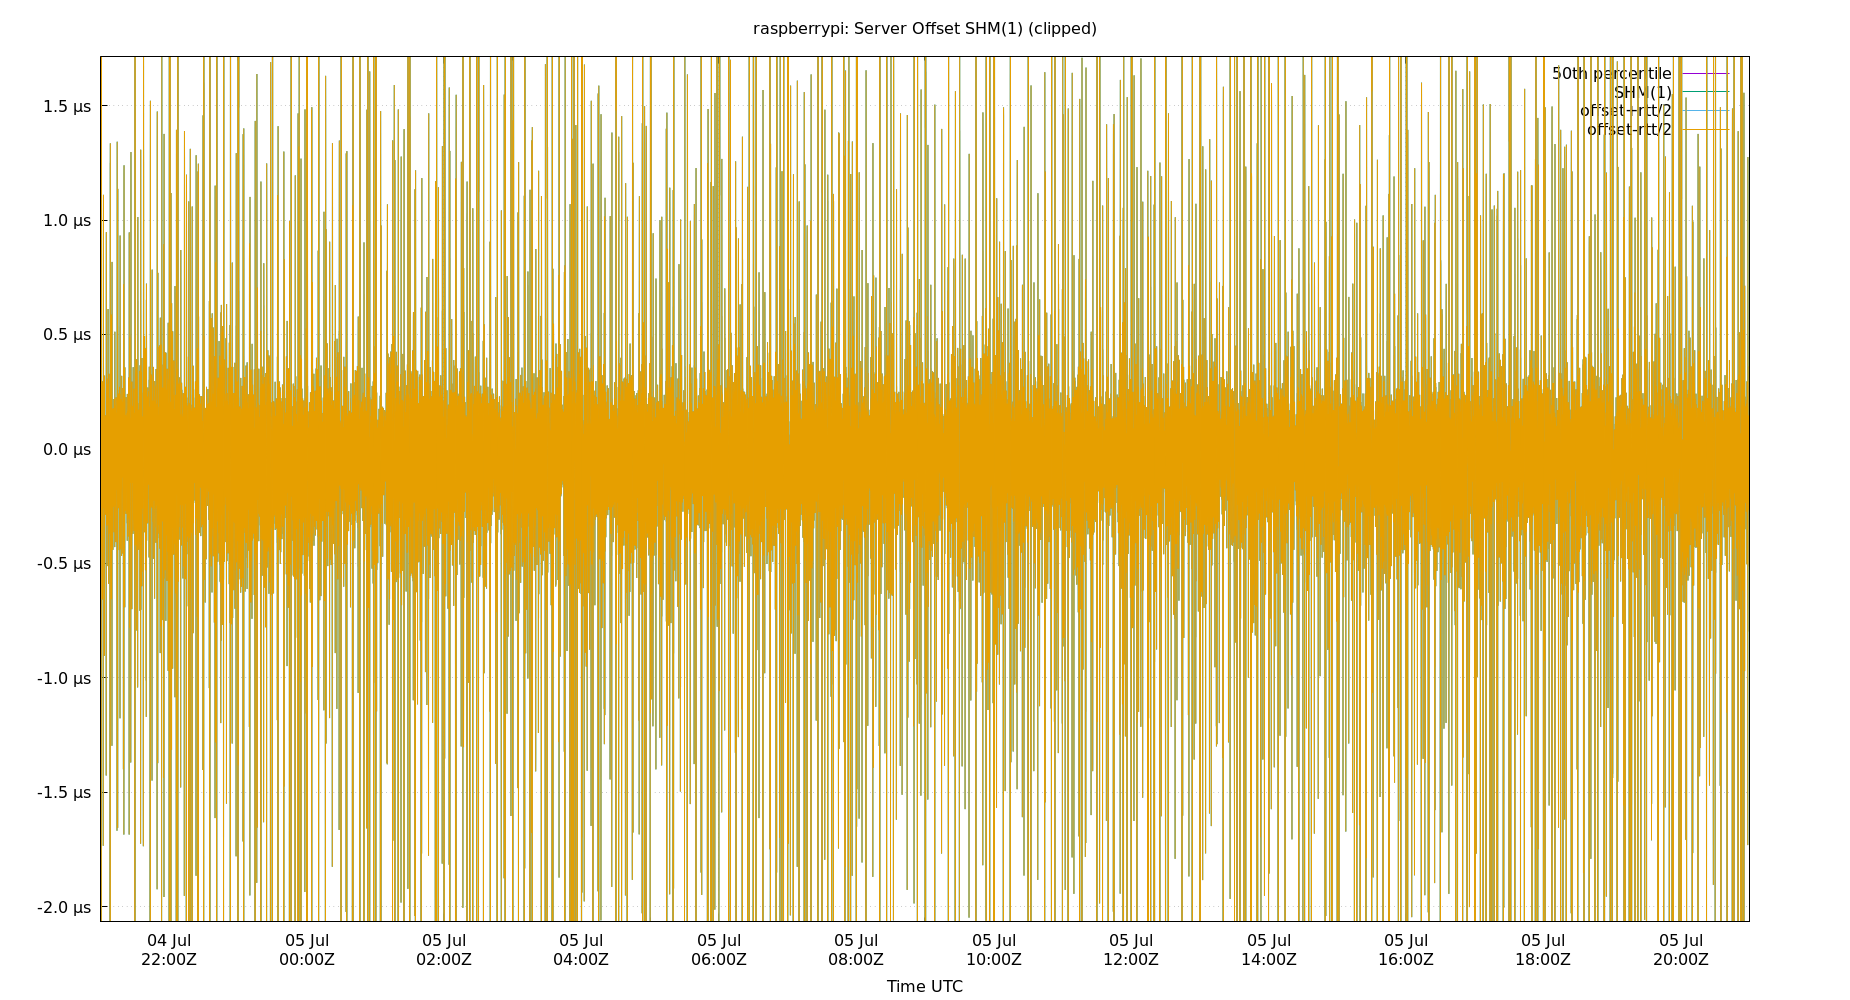 raspberrypi: Server Offset SHM(1) (clipped)
50th percentile
SHM(1)
offset+rtt/2
offset-rtt/2
1.5 µs
1.0 µs
0.5 µs
0.0 µs
-0.5 µs
-1.0 µs
-1.5 µs
-2.0 µs
04 Jul 05 Jul 05 Jul 05 Jul 05 Jul 05 Jul 05 Jul 05 Jul 05 Jul 05 Jul 05 Jul 05 Jul
22:00Z 00:00Z 02:00Z 04:00Z 06:00Z 08:00Z 10:00Z 12:00Z 14:00Z 16:00Z 18:00Z 20:00Z
Time UTC